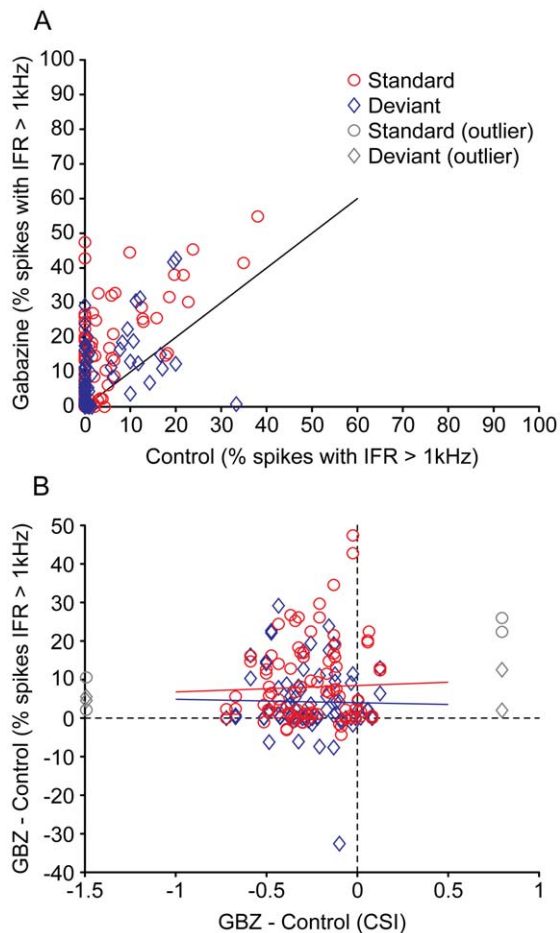 A
100
90
80
70
60
50
40
30
20
10
0
Gabazine (% spikes with IFR > 1kHz)
Standard
Deviant
Standard (outlier)
Deviant (outlier)
0 10 20 30 40 50 60 70 80 90 100
Control (% spikes with IFR > 1kHz)
B
50
40
30
20
10
0
-10
-20
-30
-40
GBZ - Control (% spikes IFR > 1kHz)
-1.5 -1 -0.5 0 0.5 1
GBZ - Control (CSI)